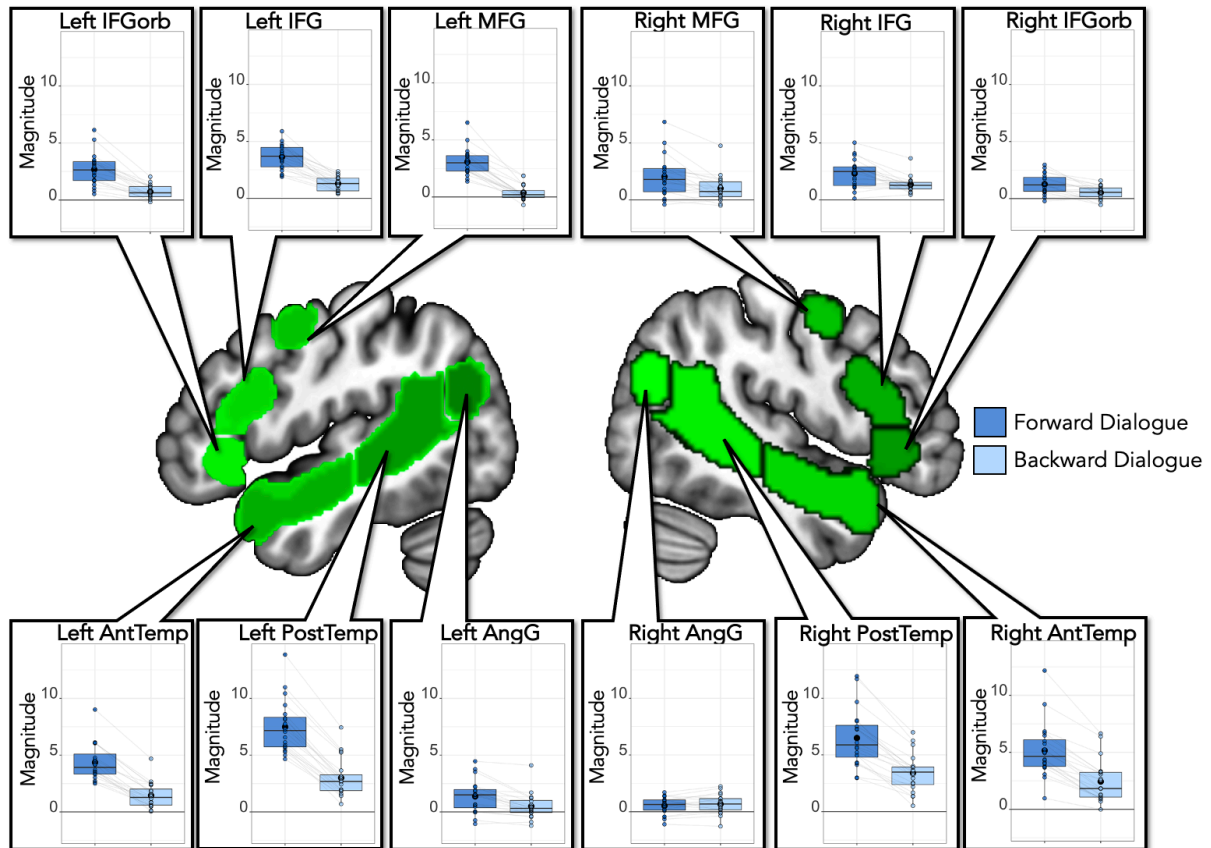 Left IFGorb
Left IFG
Left MFG
Right MFG
Right IFG
Right IFGorb
Magnitude
10
5
0
Magnitude
10
5
0
Magnitude
10
5
0
Magnitude
10
5
0
Magnitude
10
5
0
Magnitude
10
5
0
Forward Dialogue
Backward Dialogue
Left AntTemp
Left PostTemp
Left AngG
Right AngG
Right PostTemp
Right AntTemp
Magnitude
10
5
0
Magnitude
10
5
0
Magnitude
10
5
0
Magnitude
10
5
0
Magnitude
10
5
0
Magnitude
10
5
0